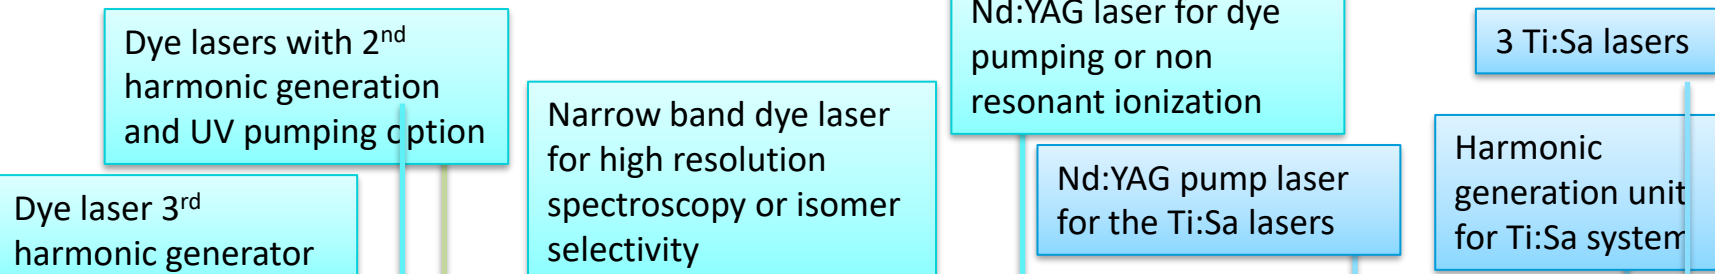 Dye lasers with 2nd
harmonic generation
and UV pumping option
Dye laser 3rd
harmonic generator
Narrow band dye laser
for high resolution
spectroscopy or isomer
selectivity
Nd:YAG laser for dye
pumping or non
resonant ionization
Nd:YAG pump laser
for the Ti:Sa lasers
3 Ti:Sa lasers
Harmonic
generation unit
for Ti:Sa system